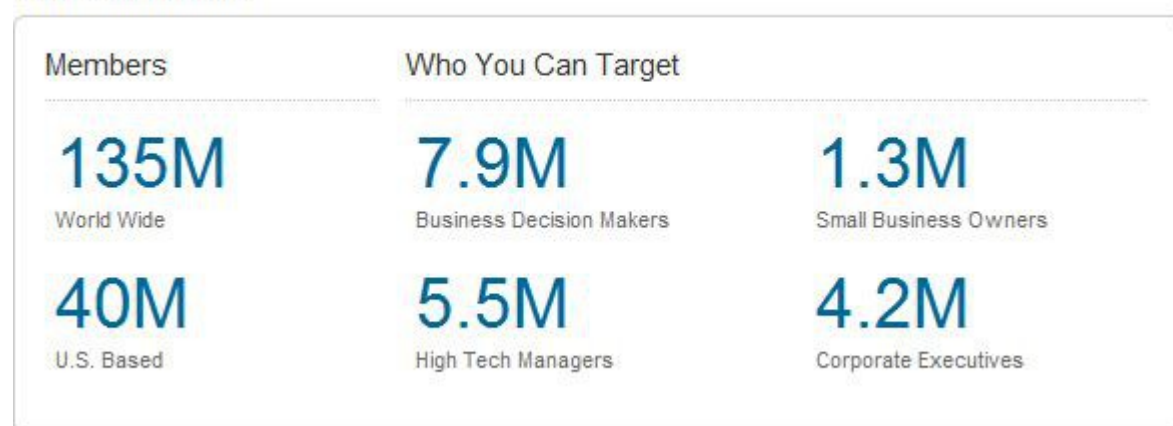 Members
Who You Can Target
135M
7.9M
1.3M
World Wide
Business Decision Makers
Small Business Owners
40M
5.5M
4.2M
U.S. Based
High Tech Managers
Corporate Executives